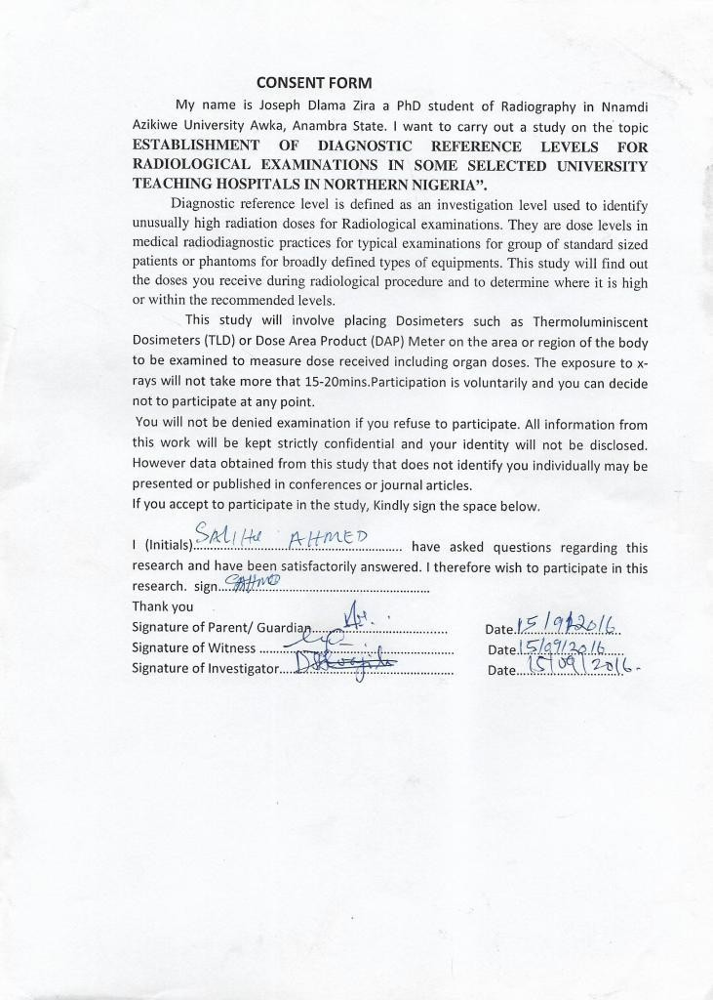 CONSENT FORM
My name is Joseph Dlama Zira a PhD student of Radiography in Nnamdi
Azikiwe University Awka, Anambra State. I want to carry out a study on the topic
ESTABLISHMENT OF DIAGNOSTIC REFERENCE LEVELS FOR
RADIOLOGICAL EXAMINATIONS IN SOME SELECTED UNIVERSITY
TEACHING HOSPITALS IN NORTHERN NIGERIA”.
Diagnostic reference level is defined as an investigation level used to identify
unusually high radiation doses for Radiological examinations. They are dose levels in
medical radiodiagnostic practices for typical examinations for group of standard sized
patients or phantoms for broadly defined types of equipments. This study will find out
the doses you receive during radiological procedure and to determine where it is high
or within the recommended levels.
This study will involve placing Dosimeters such as Thermoluminiscent
Dosimeters (TLD) or Dose Area Product (DAP) Meter on the area or region of the body
to be examined to measure dose received including organ doses. The exposure to x-
rays will not take more that 15-20mins.Participation is voluntarily and you can decide
not to participate at any point.
You will not be denied examination if you refuse to participate. All information from
this work will be kept strictly confidential and your identity will not be disclosed.
However data obtained from this study that does not identify you individually may be
presented or published in conferences or journal articles.
If you accept to participate in the study, Kindly sign the space below.
I (Initials) SALIHU AHMED have asked questions regarding this
research and have been satisfactorily answered. I therefore wish to participate in this
research. sign
Thank you
Signature of Parent/ Guardian Date. 15/9/2016
Signature of Witness Date. 15/09/2016
Signature of Investigator Date 15/09/2016.